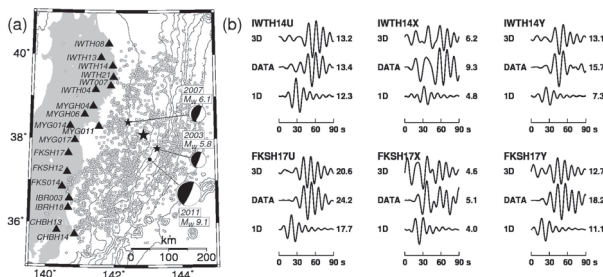 (a)
40°
38°
36°
140°
142°
144°
IWTH08
IWTH13
IWTH14
IWTH21
IWT007
IWTH04
MYGH04
MYGH06
MYG014
MYG011
MYG017
FKSH17
FKSH12
FKS014
IBR003
IBRH18
CHBH13
CHBH14
2007
MW 6.1
2003
MW 5.8
2011
MW 9.1
km
0 100 200
(b)
IWTH14U
3D 13.2
DATA 13.4
1D 12.3
0 30 60 90 s
IWTH14X
6.2
9.3
4.8
0 30 60 90 s
IWTH14Y
3D 13.7
DATA 15.7
1D 7.3
0 30 60 90 s
FKSH17U
3D 20.6
DATA 24.2
1D 17.7
0 30 60 90 s
FKSH17X
3D 4.6
DATA 5.1
1D 4.0
0 30 60 90 s
FKSH17Y
3D 12.7
DATA 18.2
1D 11.1
0 30 60 90 s